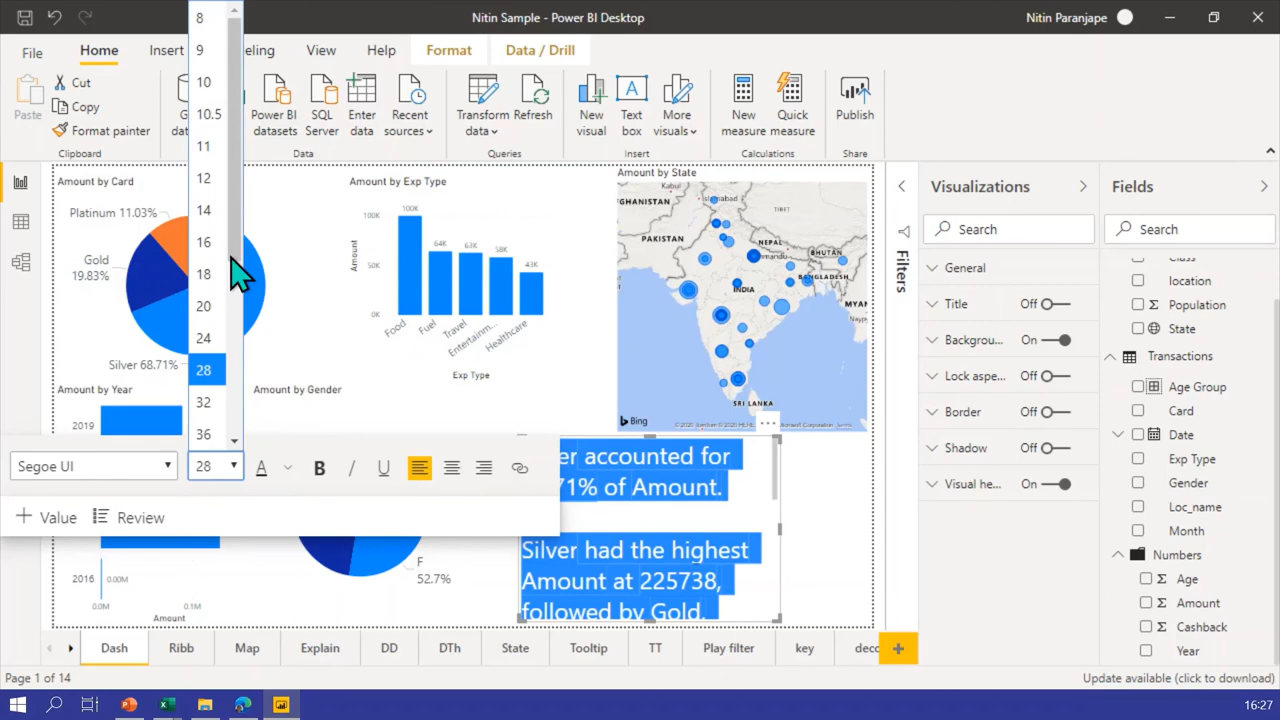 Nitin Sample - Power BI Desktop
Nitin Paranjape
File
Home
Insert
eling
View
Help
Format
Data / Drill
Paste
Cut
Copy
Format painter
Clipboard
Power BI
datasets
SQL
Server
Enter
data
Recent
sources
Data
Transform
data
Refresh
Queries
New
visual
Text
box
More
visuals
Insert
New
measure
Quick
measure
Calculations
Publish
Share
8
9
10
10.5
11
12
14
16
18
20
24
28
32
36
Amount by Card
Platinum 11.03%
Gold
19.83%
Silver 68.71%
Amount by Exp Type
Amount
100K
50K
0K
100K
64K
63K
58K
43K
Food
Fuel
Travel
Entertainm...
Healthcare
Exp Type
Amount by State
Kabul
Islamabad
GHANISTAN
TIBET
PAKISTAN
NEPAL
BHUTAN
BANGLADESH
INDIA
MYAN
SRI LANKA
Bing
Amount by Year
2019
2016
0.00M
0.0M
0.1M
Amount
Amount by Gender
F
52.7%
Segoe UI
28
A
B
I
U
Value
Review
er accounted for
71% of Amount.
Silver had the highest
Amount at 225738,
followed by Gold.
Filters
Visualizations
Search
General
Title Off
Backgrou... On
Lock aspe... Off
Border Off
Shadow Off
Visual he... On
Fields
Search
location
Population
State
Transactions
Age Group
Card
Date
Exp Type
Gender
Loc_name
Month
Numbers
Age
Amount
Cashback
Year
Dash
Ribb
Map
Explain
DD
DTh
State
Tooltip
TT
Play filter
key
deco
Page 1 of 14
Update available (click to download)
16:27